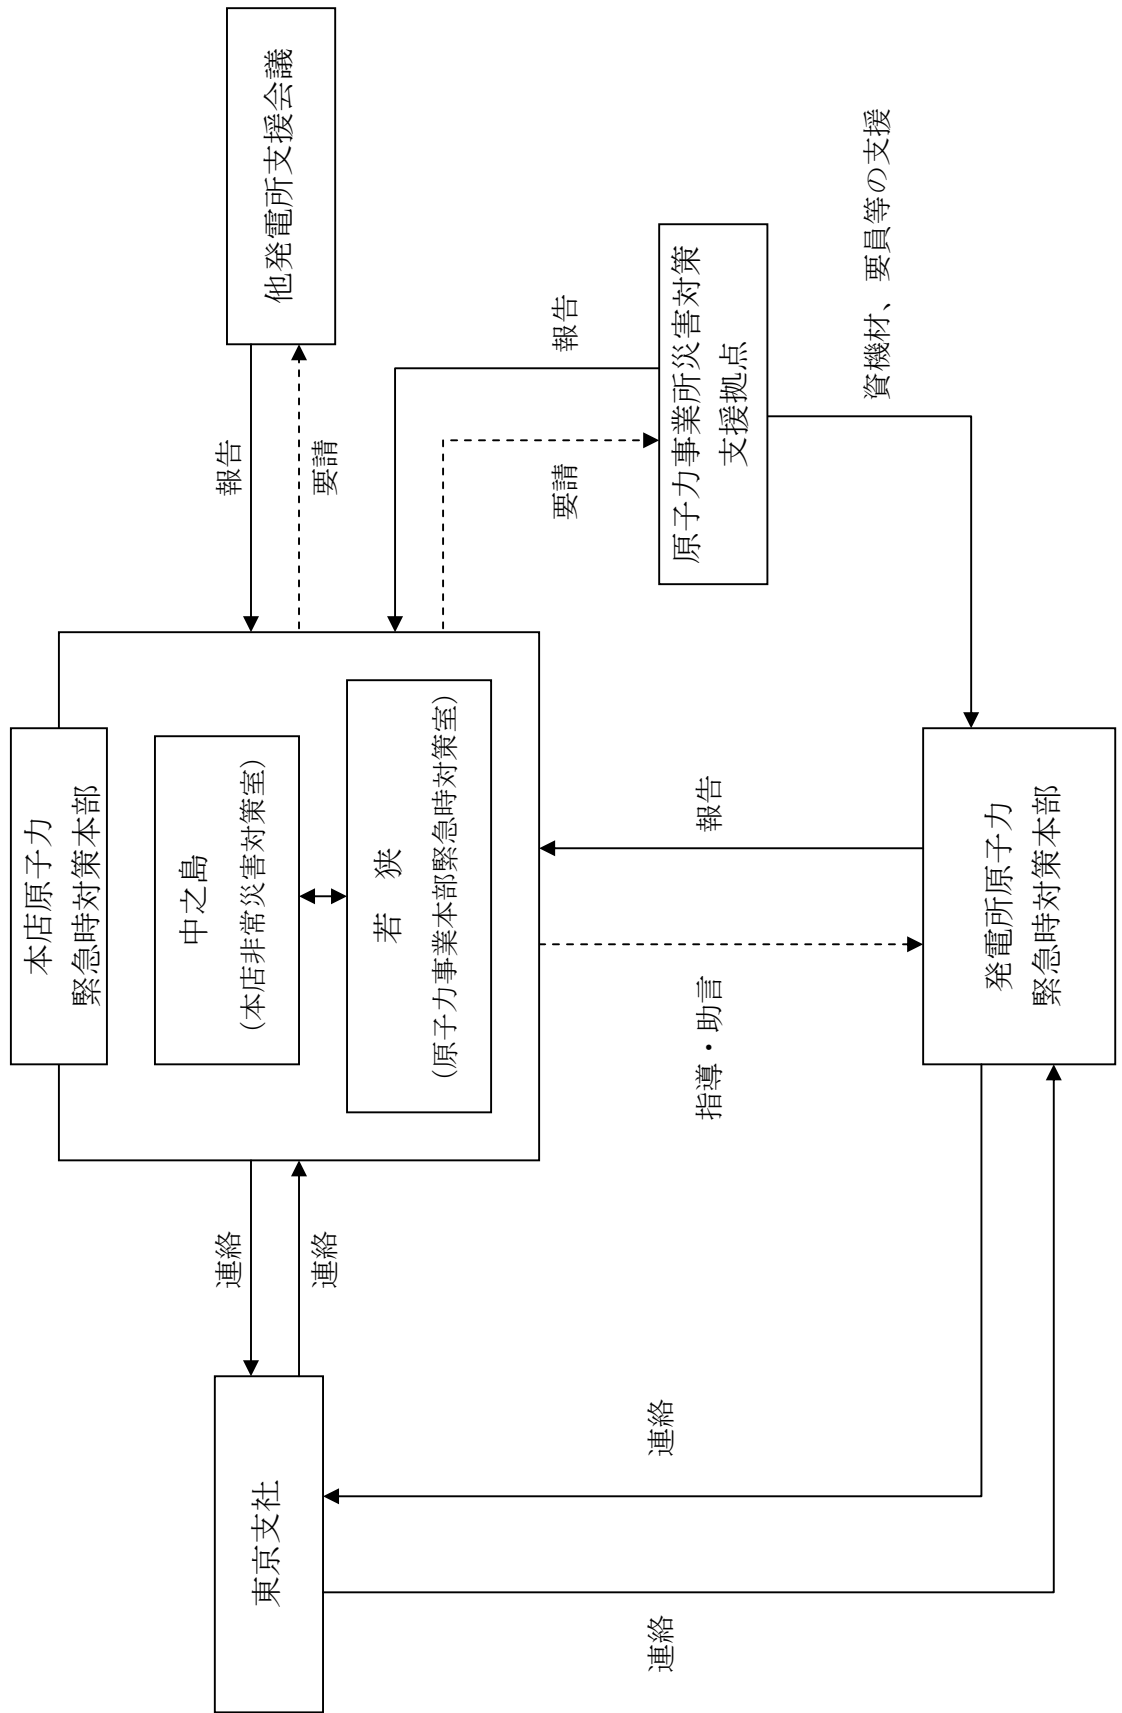 本店原子力
緊急時対策本部
中之島
(本店非常災害対策室)
若　狭
(原子力事業本部緊急時対策室)
東京支社
連絡
連絡
報告
要請
他発電所支援会議
報告
要請
原子力事業所災害対策
支援拠点
資機材、要員等の支援
指導・助言
報告
連絡
連絡
発電所原子力
緊急時対策本部